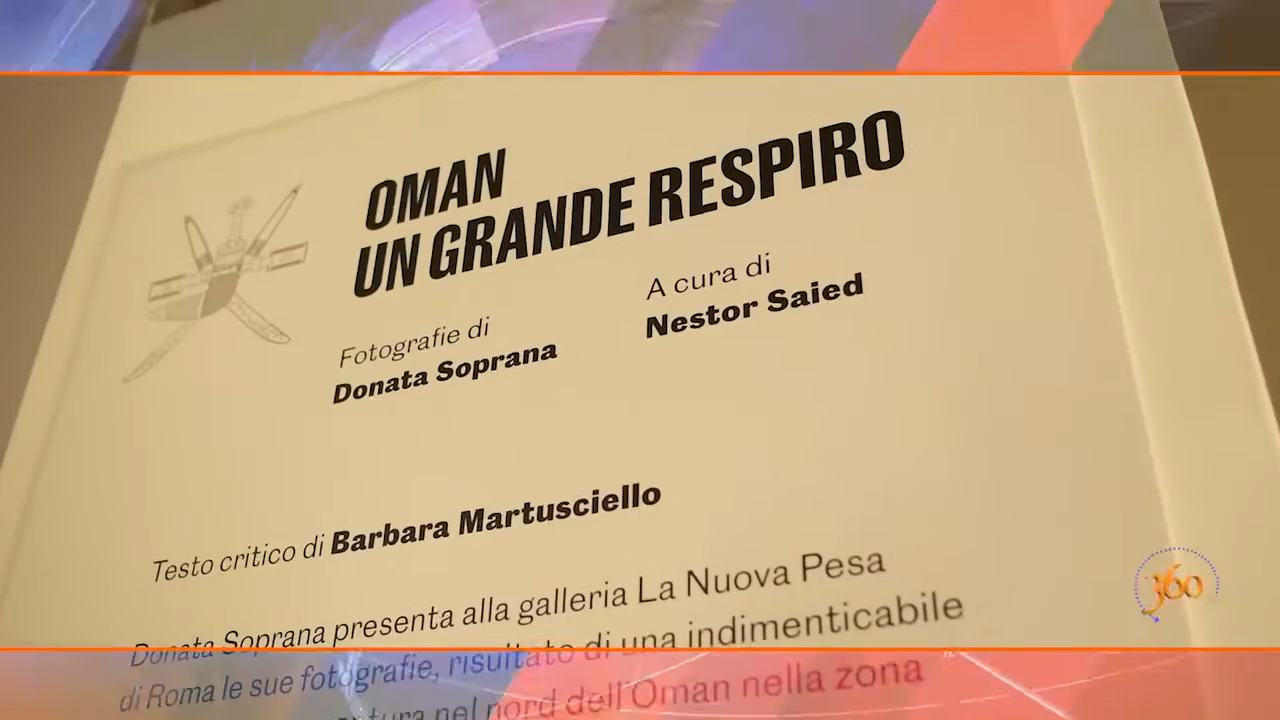 OMAN
UN GRANDE RESPIRO
Fotografie di
Donata Soprana
A cura di
Nestor Saied
Testo critico di Barbara Martusciello
Donata Soprana presenta alla galleria La Nuova Pesa
di Roma le sue fotografie, risultato di una indimenticabile
nel nord dell'Oman nella zona
360